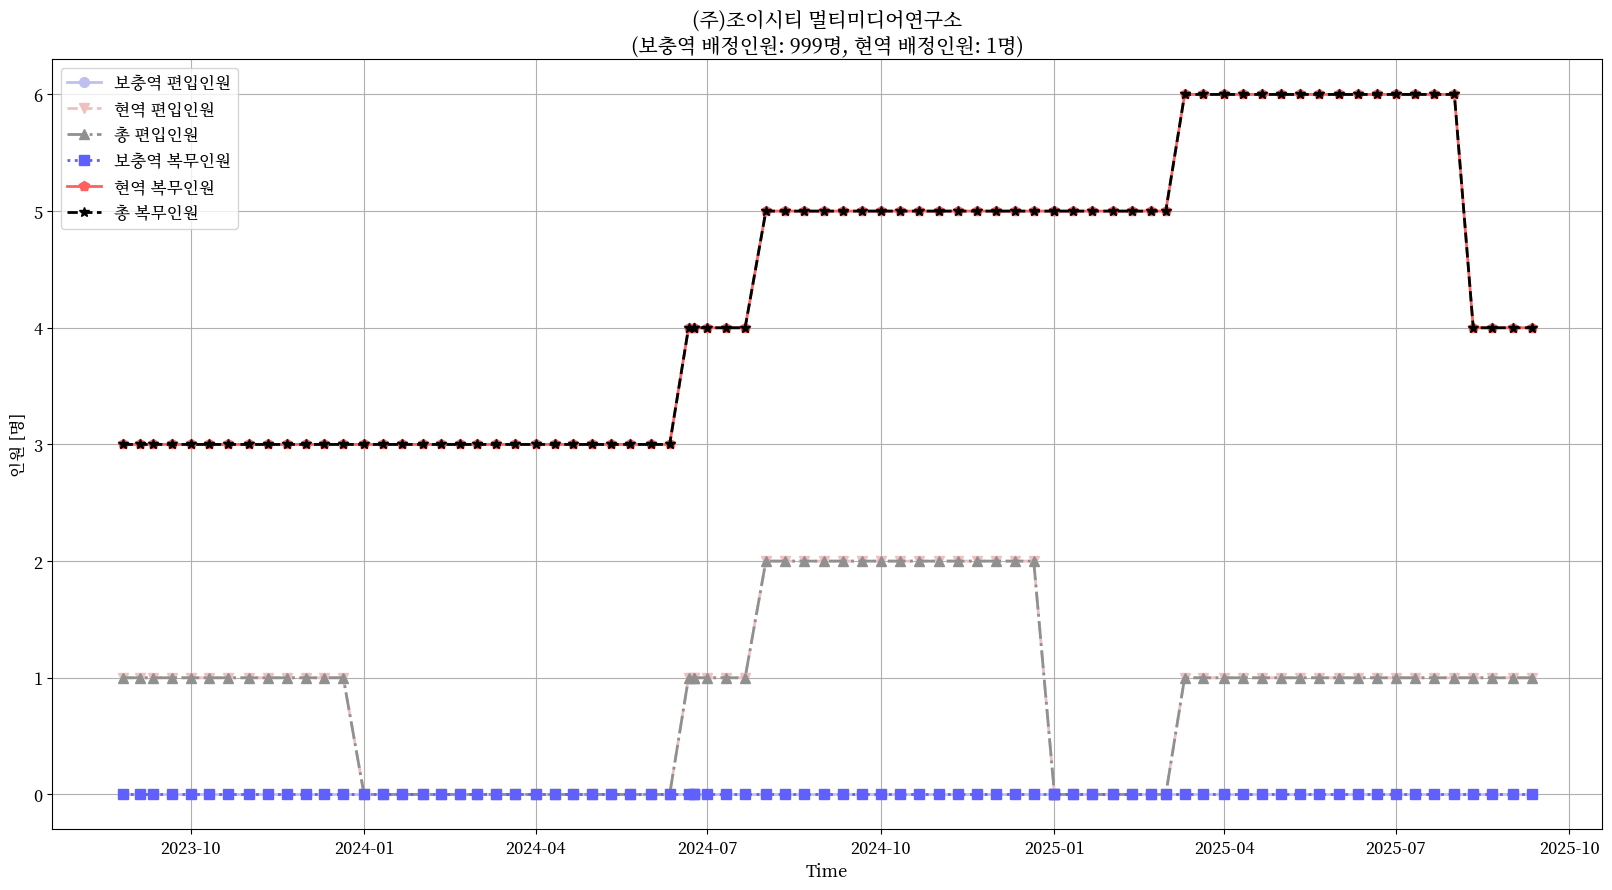 (주)조이시티 멀티미디어연구소
(보충역 배정인원: 999명, 현역 배정인원: 1명)
보충역 편입인원
현역 편입인원
총 편입인원
보충역 복무인원
현역 복무인원
총 복무인원
인원 [명]
6
5
4
3
2
1
0
2023-10
2024-01
2024-04
2024-07
2024-10
2025-01
2025-04
2025-07
2025-10
Time